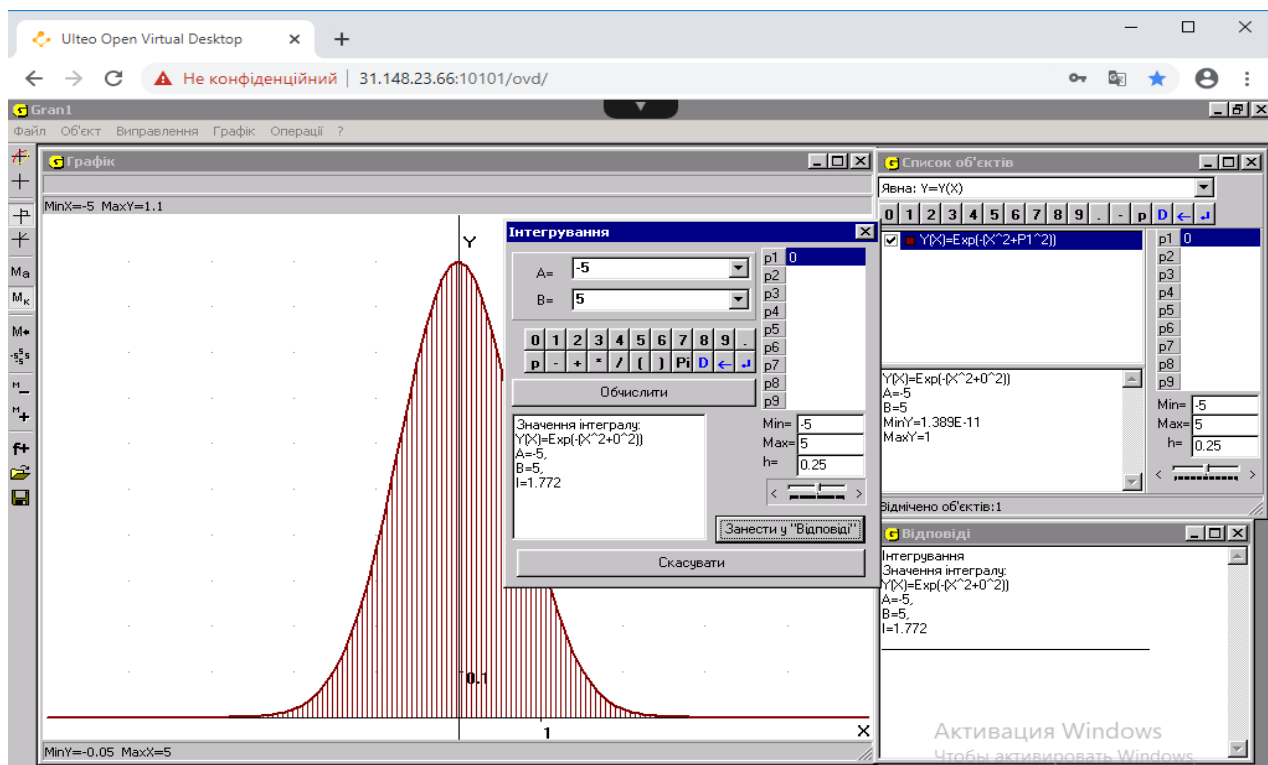 Ulteo Open Virtual Desktop
Не конфіденційний | 31.148.23.66:10101/ovd/
Gran1
Файл Об'єкт Виправлення Графік Операції ?
Графік
MinX=-5 MaxY=1.1
Y
0.1
1
X
MinY=-0.05 MaxX=5
Ma
Mк
M
M
f+
Інтегрування
A= -5
B= 5
0 1 2 3 4 5 6 7 8 9 .
p - + * / ( ) Pi D ← ↲
Обчислити
Значення інтегралу:
Y(X)=Exp(-(X^2+0^2))
A=-5,
B=5,
I=1.772
p1 0
p2
p3
p4
p5
p6
p7
p8
p9
Min= -5
Max= 5
h= 0.25
< >
Занести у "Відповіді"
Скасувати
Список об'єктів
Явна: Y=Y(X)
0 1 2 3 4 5 6 7 8 9 . - p D ← ↲
Y(X)=Exp(-(X^2+P1^2))
p1 0
p2
p3
p4
p5
p6
p7
p8
p9
Y(X)=Exp(-(X^2+0^2))
A=-5
B=5
MinY=1.389E-11
MaxY=1
Min= -5
Max= 5
h= 0.25
< >
Відмічено об'єктів:1
Відповіді
Інтегрування
Значення інтегралу:
Y(X)=Exp(-(X^2+0^2))
A=-5,
B=5,
I=1.772
Активация Windows
Чтобы активировать Windows,